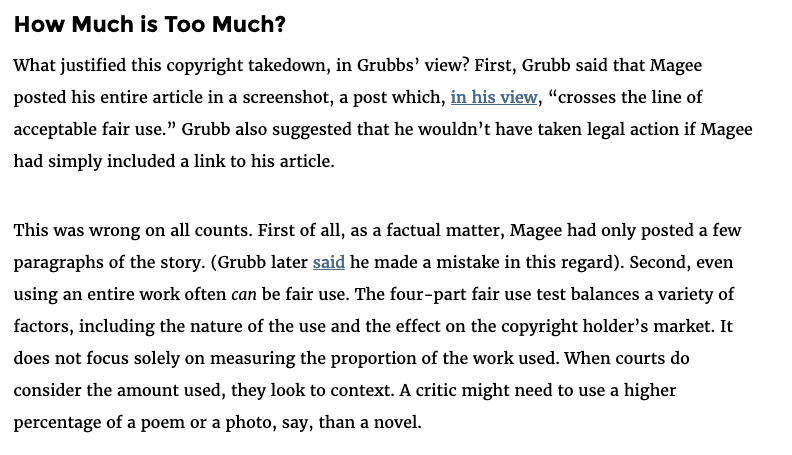 How Much is Too Much?
What justified this copyright takedown, in Grubbs’ view? First, Grubb said that Magee
posted his entire article in a screenshot, a post which, in his view, “crosses the line of
acceptable fair use.” Grubb also suggested that he wouldn’t have taken legal action if Magee
had simply included a link to his article.
This was wrong on all counts. First of all, as a factual matter, Magee had only posted a few
paragraphs of the story. (Grubb later said he made a mistake in this regard). Second, even
using an entire work often can be fair use. The four-part fair use test balances a variety of
factors, including the nature of the use and the effect on the copyright holder’s market. It
does not focus solely on measuring the proportion of the work used. When courts do
consider the amount used, they look to context. A critic might need to use a higher
percentage of a poem or a photo, say, than a novel.